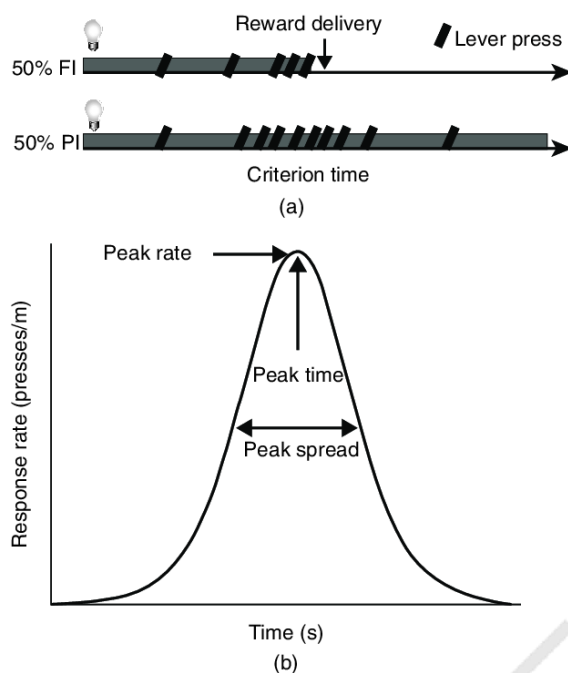 Reward delivery
Lever press
50% FI
50% PI
Criterion time
(a)
Peak rate
Peak time
Peak spread
Response rate (presses/m)
Time (s)
(b)